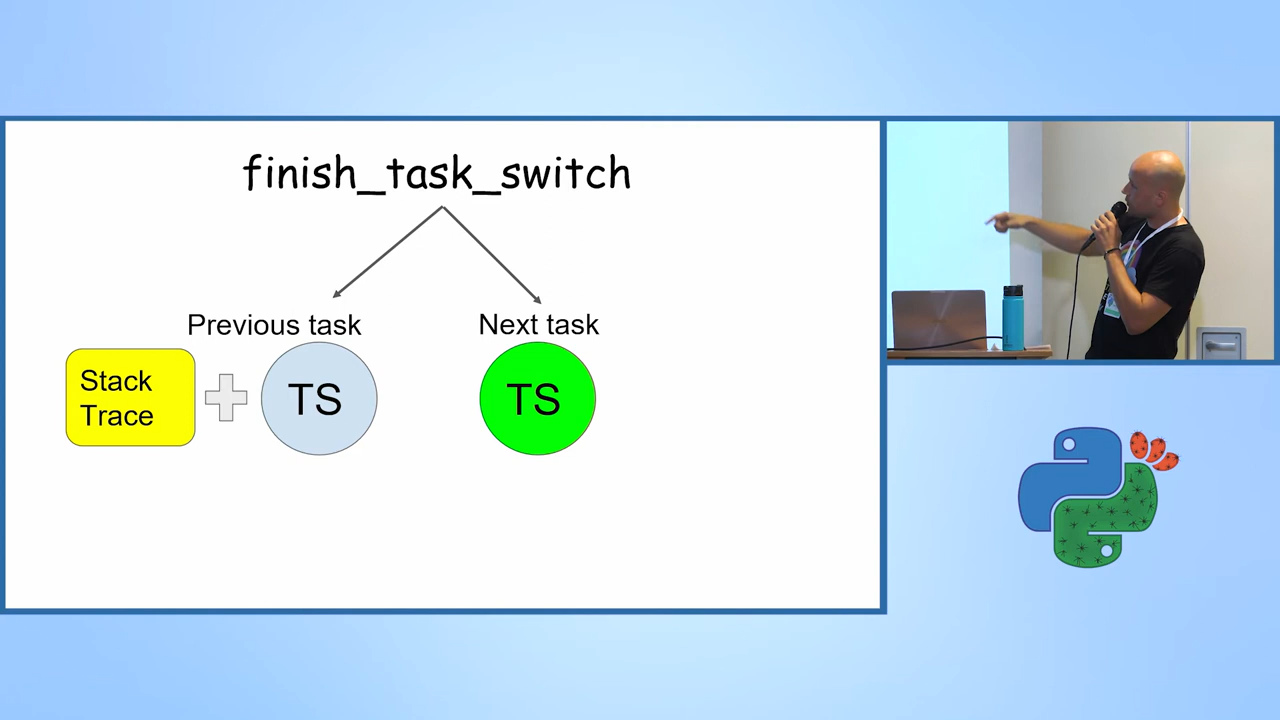 finish_task_switch
Previous task
Next task
Stack
Trace
TS
TS